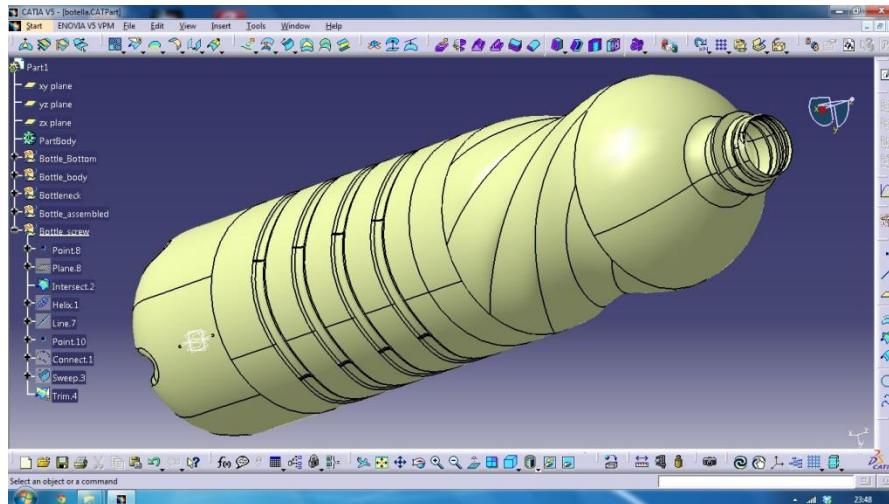 CATIA V5 - [botella.CATPart]
Start ENOVIA V5 VPM File Edit View Insert Tools Window Help
Part1
xy plane
yz plane
zx plane
PartBody
Bottle_Bottom
Bottle_body
Bottleneck
Bottle_assembled
Bottle_screw
Point.8
Plane.8
Intersect.2
Helix.1
Line.7
Point.10
Connect.1
Sweep.3
Trim.4
x
y
f(x)
Select an object or a command
23:48